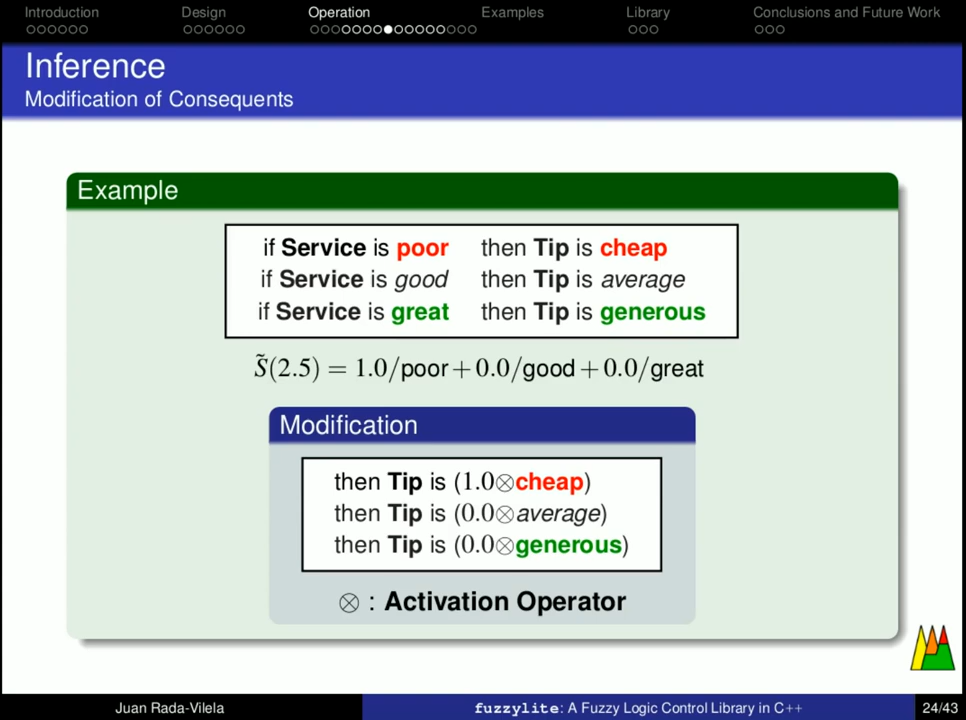 Introduction Design Operation Examples Library Conclusions and Future Work
Inference
Modification of Consequents
Example
if Service is poor then Tip is cheap
if Service is good then Tip is average
if Service is great then Tip is generous
S̃(2.5) = 1.0/poor + 0.0/good + 0.0/great
Modification
then Tip is (1.0⊗cheap)
then Tip is (0.0⊗average)
then Tip is (0.0⊗generous)
⊗ : Activation Operator
Juan Rada-Vilela fuzzylite: A Fuzzy Logic Control Library in C++ 24/43